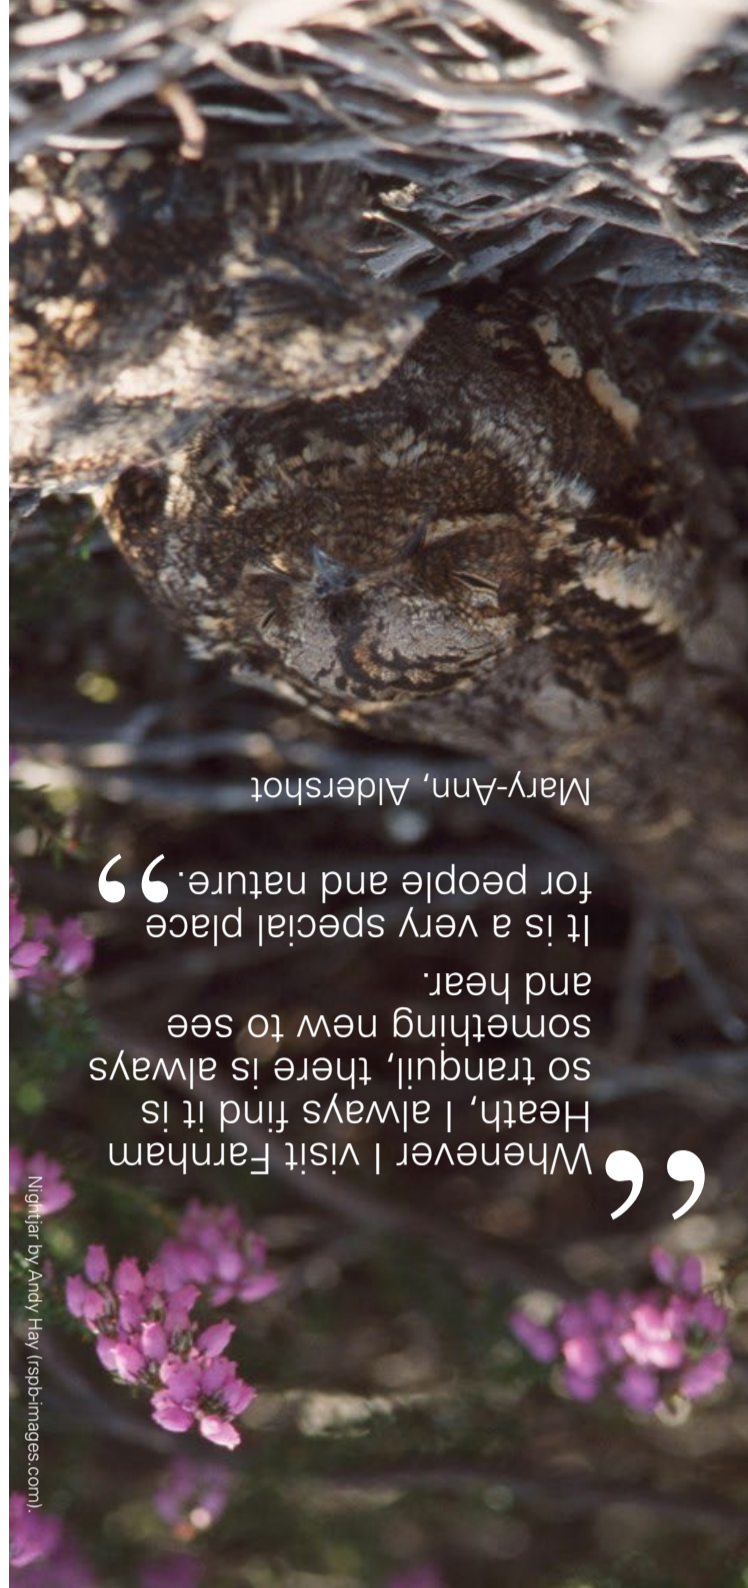 “Whenever I visit Farnham
Heath, I always find it is
so tranquil, there is always
something new to see
and hear.
It is a very special place
for people and nature.”
Mary-Ann, Aldershot
Nightjar by Andy Hay (rspb-images.com).